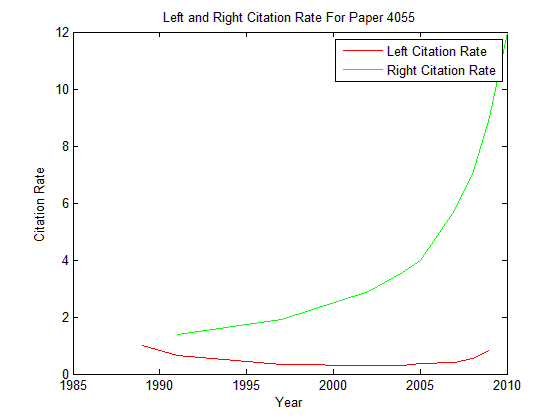 Left and Right Citation Rate For Paper 4055
12
10
8
6
4
2
0
Citation Rate
Left Citation Rate
Right Citation Rate
1985 1990 1995 2000 2005 2010
Year